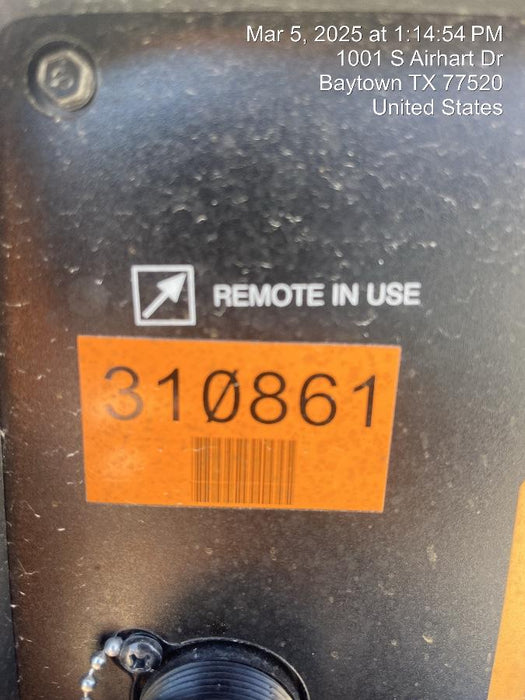 Mar 5, 2025 at 1:14:54 PM
1001 S Airhart Dr
Baytown TX 77520
United States
REMOTE IN USE
310861